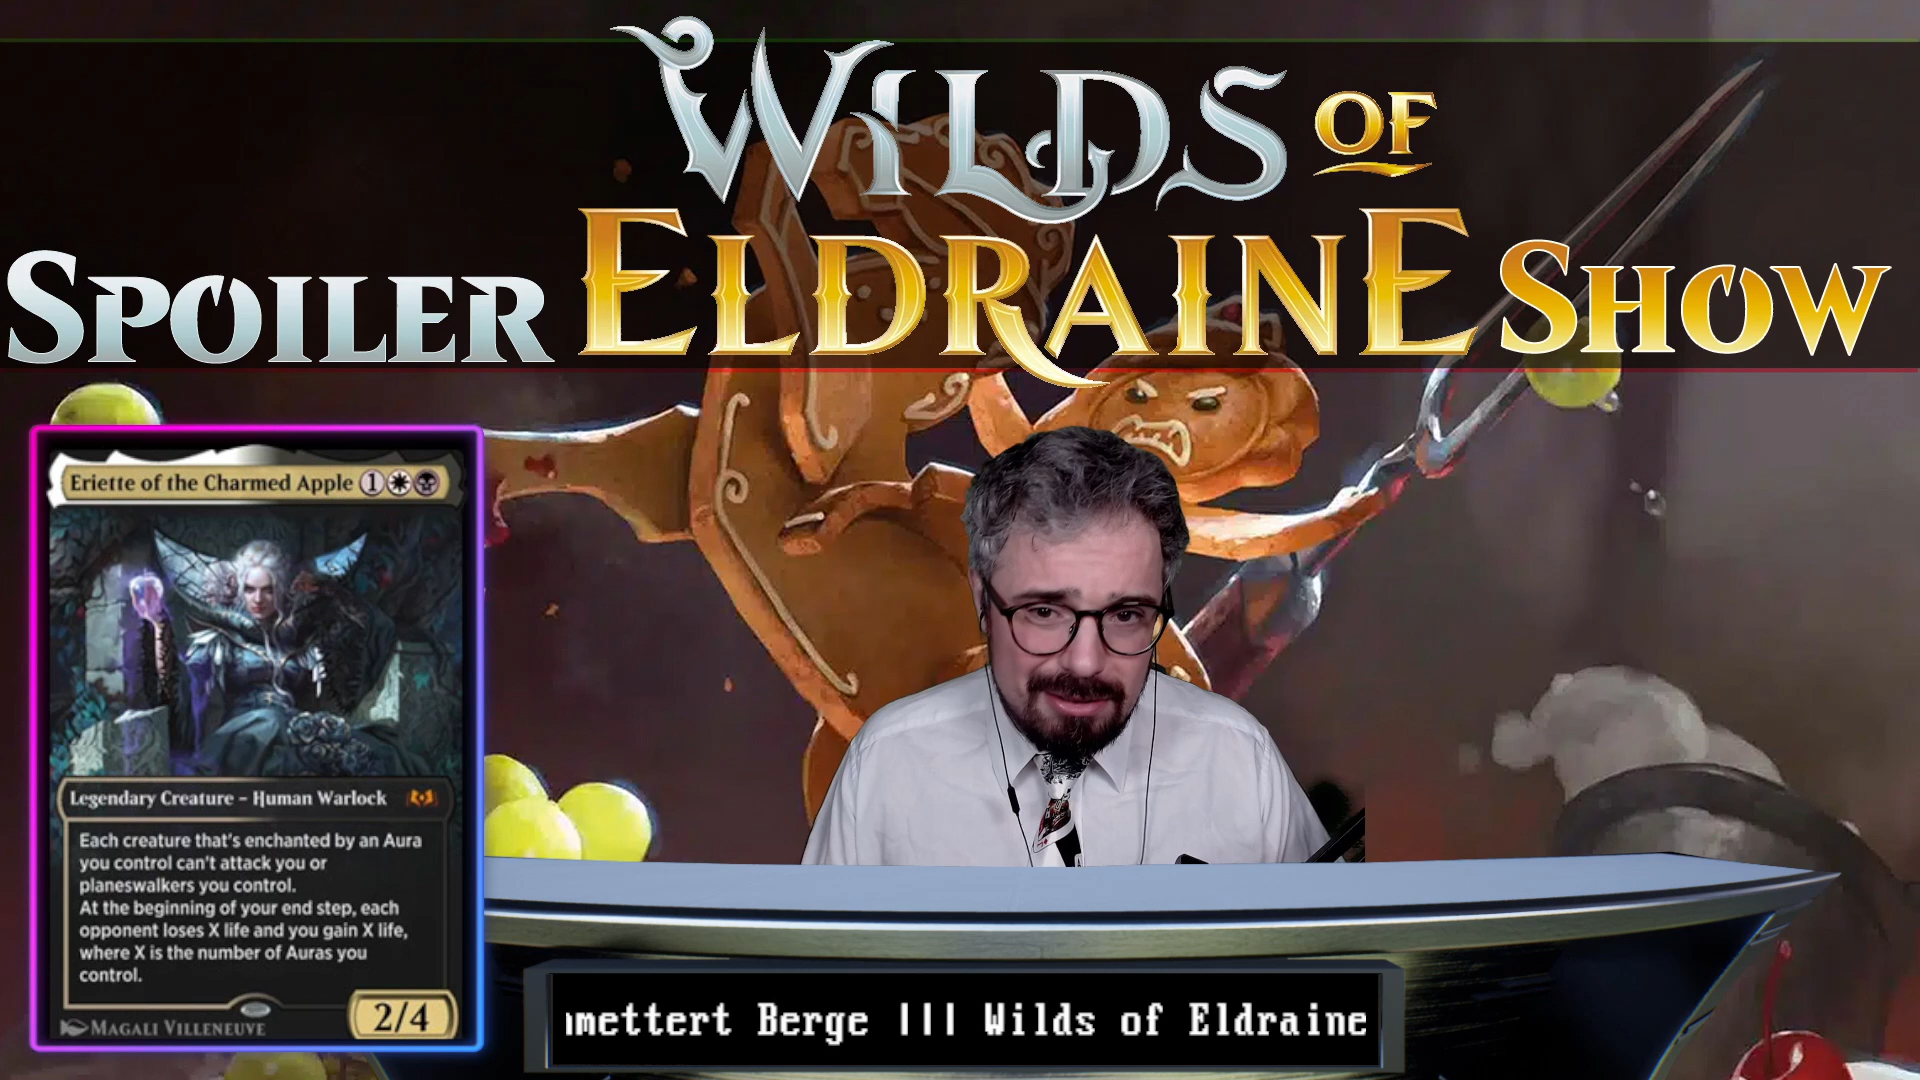 WILDS OF
SPOILER ELDRAINE SHOW
Eriette of the Charmed Apple 1
Legendary Creature – Human Warlock
Each creature that's enchanted by an Aura
you control can't attack you or
planeswalkers you control.
At the beginning of your end step, each
opponent loses X life and you gain X life,
where X is the number of Auras you
control.
2/4
MAGALI VILLENEUVE
mettert Berge ||| Wilds of Eldraine